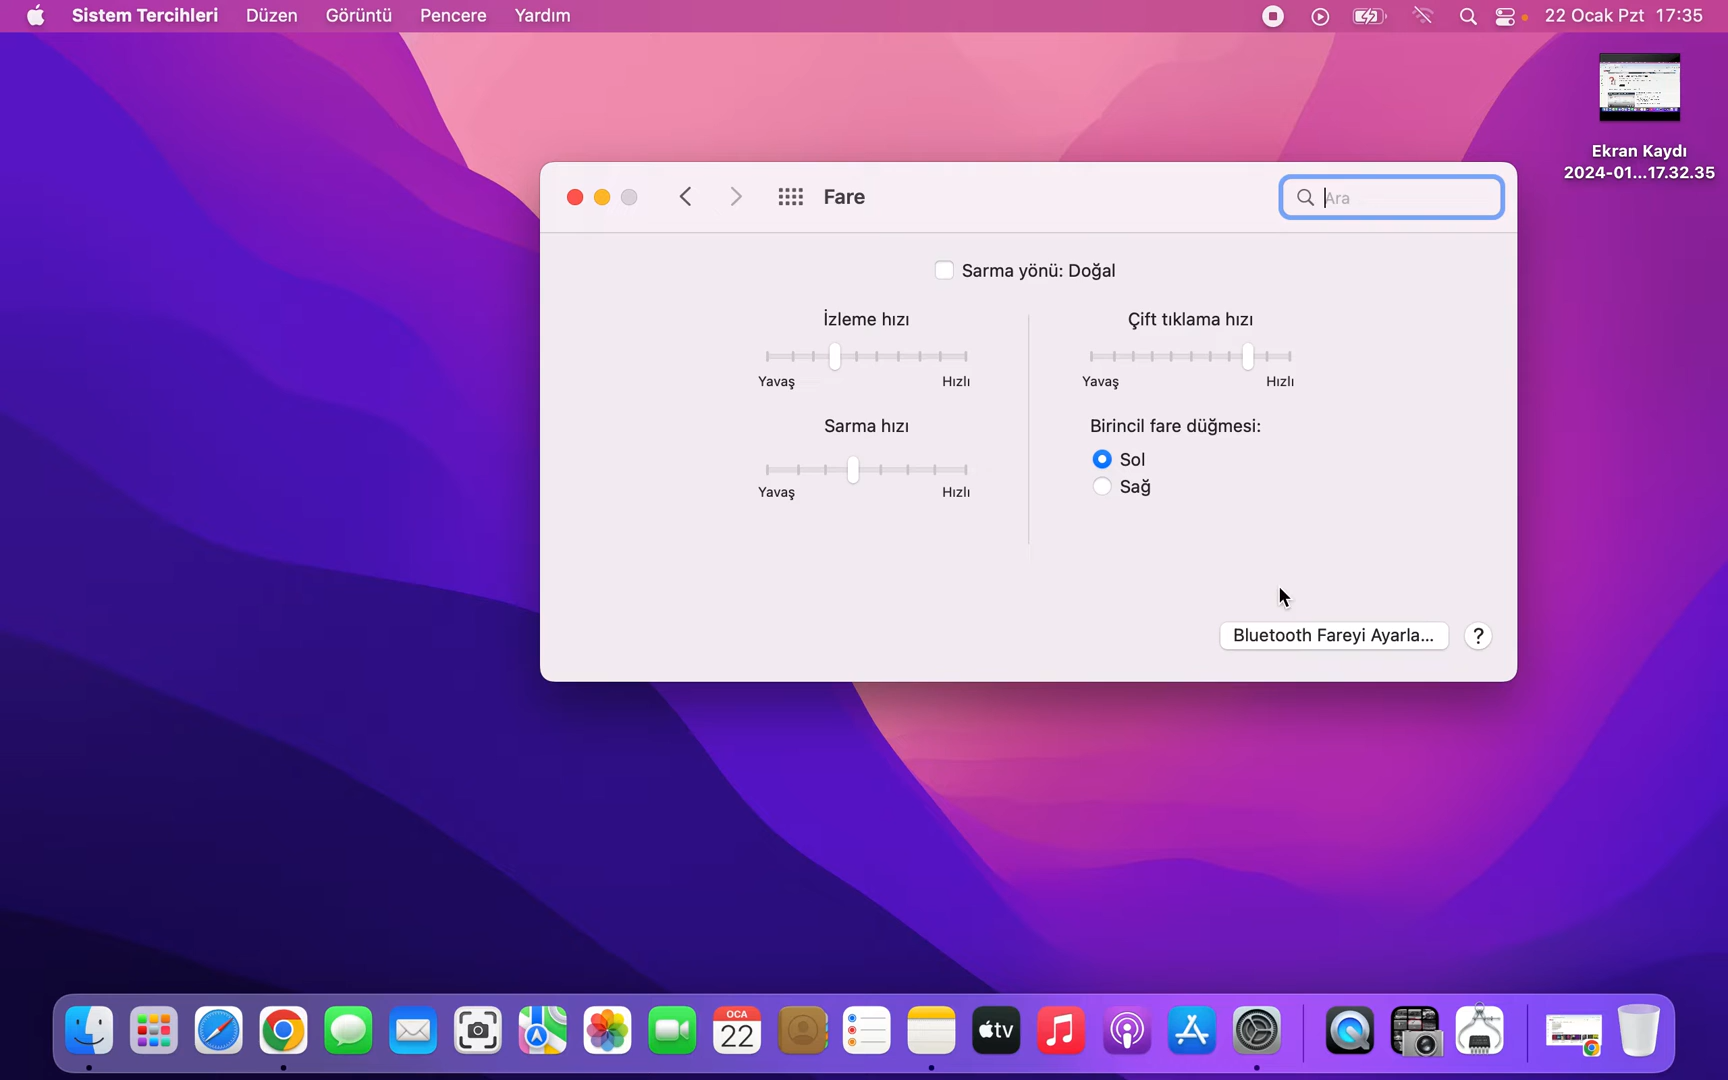 Sistem Tercihleri Düzen Görüntü Pencere Yardım 22 Ocak Pzt 17:35
Ekran Kaydı
2024-01...17.32.35
Fare
Ara
Sarma yönü: Doğal
İzleme hızı
Yavaş Hızlı
Sarma hızı
Yavaş Hızlı
Çift tıklama hızı
Yavaş Hızlı
Birincil fare düğmesi:
Sol
Sağ
Bluetooth Fareyi Ayarla... ?
OCA
22
tv